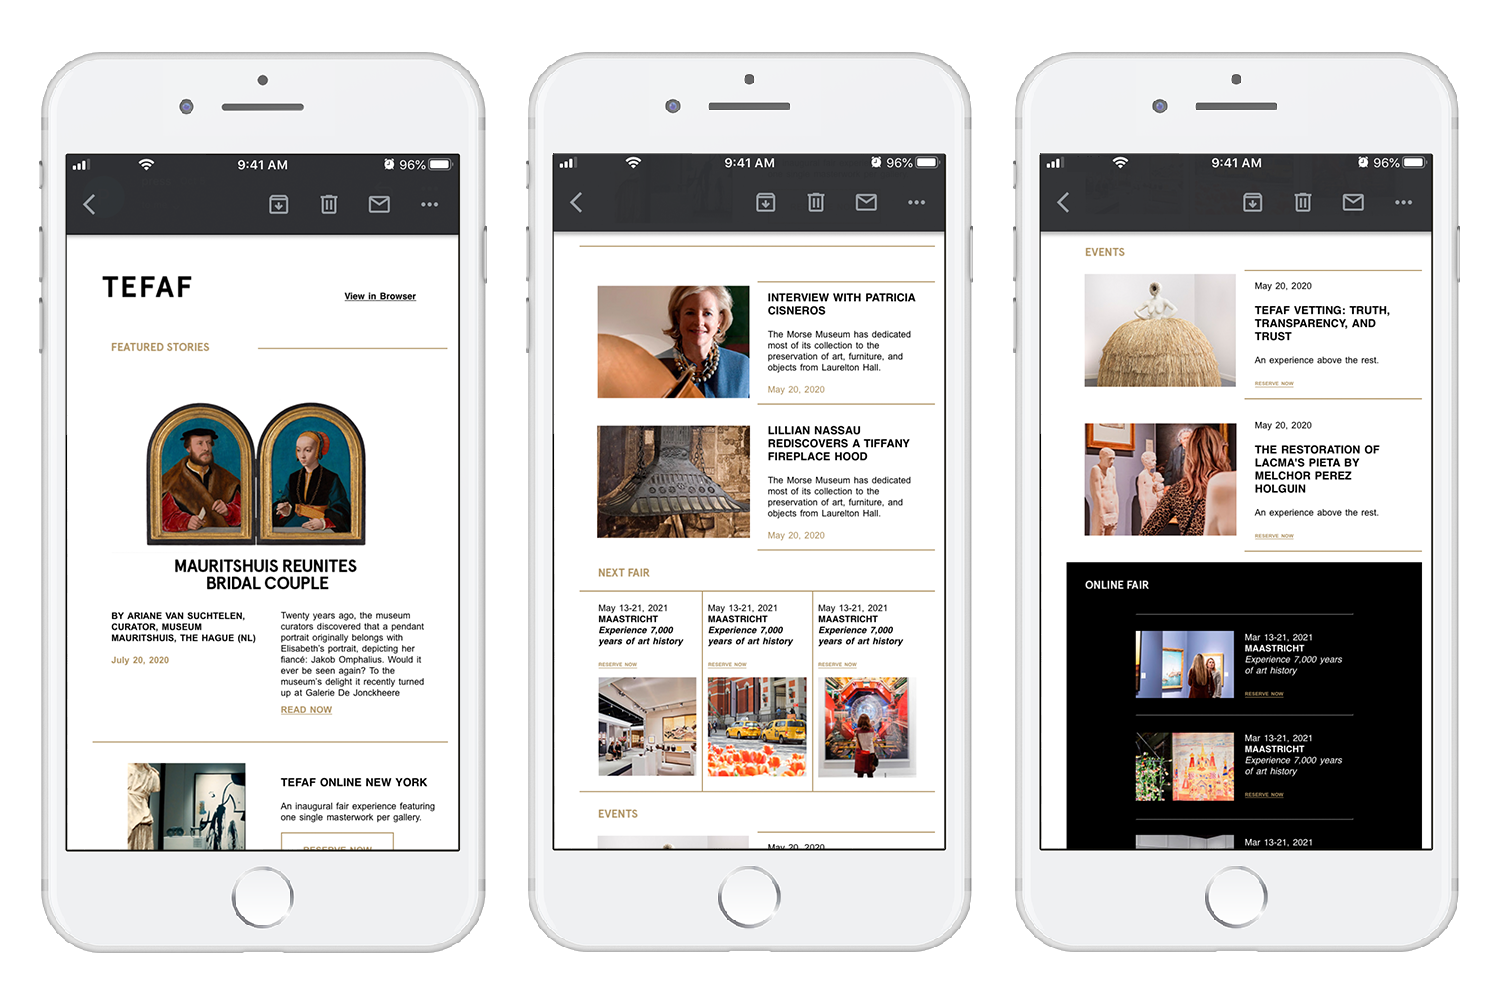 9:41 AM
96%
TEFAF
View in Browser
FEATURED STORIES
MAURITSHUIS REUNITES
BRIDAL COUPLE
BY ARIANE VAN SUCHTELEN,
CURATOR, MUSEUM
MAURITSHUIS, THE HAGUE (NL)
July 20, 2020
Twenty years ago, the museum
curators discovered that a pendant
portrait originally belongs with
Elisabeth's portrait, depicting her
fiancé: Jakob Omphalius. Would it
ever be seen again? To the
museum's delight it recently turned
up at Galerie De Jonckheere
READ NOW
TEFAF ONLINE NEW YORK
An inaugural fair experience featuring
one single masterwork per gallery.
RESERVE NOW
9:41 AM
96%
INTERVIEW WITH PATRICIA
CISNEROS
The Morse Museum has dedicated
most of its collection to the
preservation of art, furniture, and
objects from Laurelton Hall.
May 20, 2020
LILLIAN NASSAU
REDISCOVERS A TIFFANY
FIREPLACE HOOD
The Morse Museum has dedicated
most of its collection to the
preservation of art, furniture, and
objects from Laurelton Hall.
May 20, 2020
NEXT FAIR
May 13-21, 2021
MAASTRICHT
Experience 7,000
years of art history
RESERVE NOW
May 13-21, 2021
MAASTRICHT
Experience 7,000
years of art history
RESERVE NOW
May 13-21, 2021
MAASTRICHT
Experience 7,000
years of art history
RESERVE NOW
EVENTS
May 20, 2020
9:41 AM
96%
EVENTS
May 20, 2020
TEFAF VETTING: TRUTH,
TRANSPARENCY, AND
TRUST
An experience above the rest.
RESERVE NOW
May 20, 2020
THE RESTORATION OF
LACMA'S PIETA BY
MELCHOR PEREZ
HOLGUIN
An experience above the rest.
RESERVE NOW
ONLINE FAIR
Mar 13-21, 2021
MAASTRICHT
Experience 7,000 years
of art history
RESERVE NOW
Mar 13-21, 2021
MAASTRICHT
Experience 7,000 years
of art history
RESERVE NOW
Mar 13-21, 2021